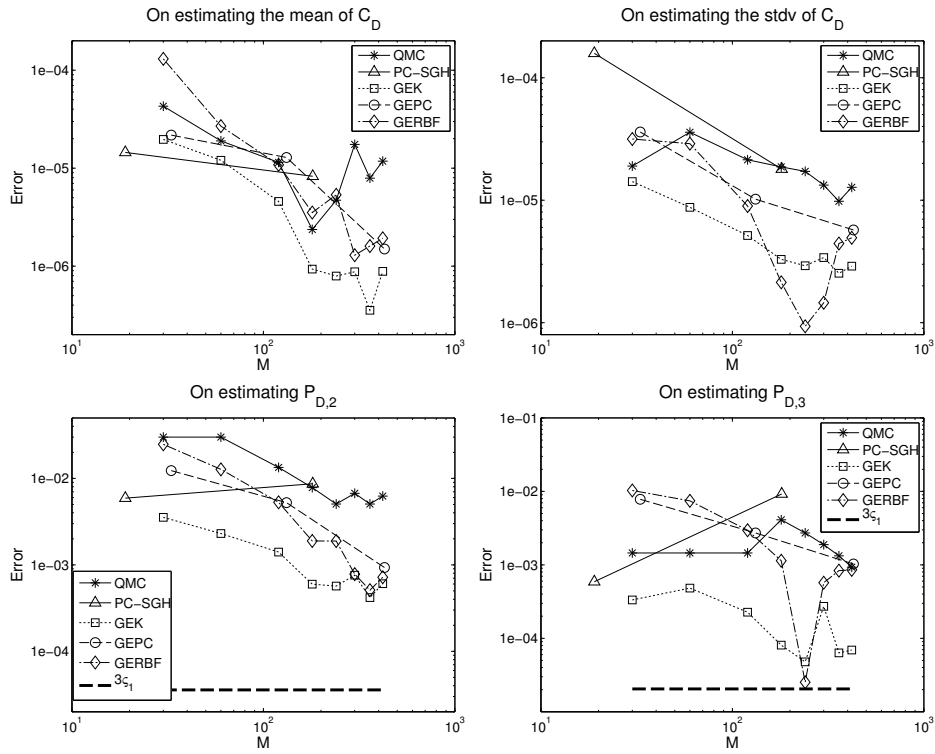 On estimating the mean of C_D
1e−04
1e−05
1e−06
Error
10^1
10^2
10^3
M
QMC
PC−SGH
GEK
GEPC
GERBF
On estimating the stdv of C_D
1e−04
1e−05
1e−06
Error
10^1
10^2
10^3
M
QMC
PC−SGH
GEK
GEPC
GERBF
On estimating P_D,2
1e−02
1e−03
1e−04
Error
10^1
10^2
10^3
M
QMC
PC−SGH
GEK
GEPC
GERBF
3ς_1
On estimating P_D,3
1e−01
1e−02
1e−03
1e−04
Error
10^1
10^2
10^3
M
QMC
PC−SGH
GEK
GEPC
GERBF
3ς_1